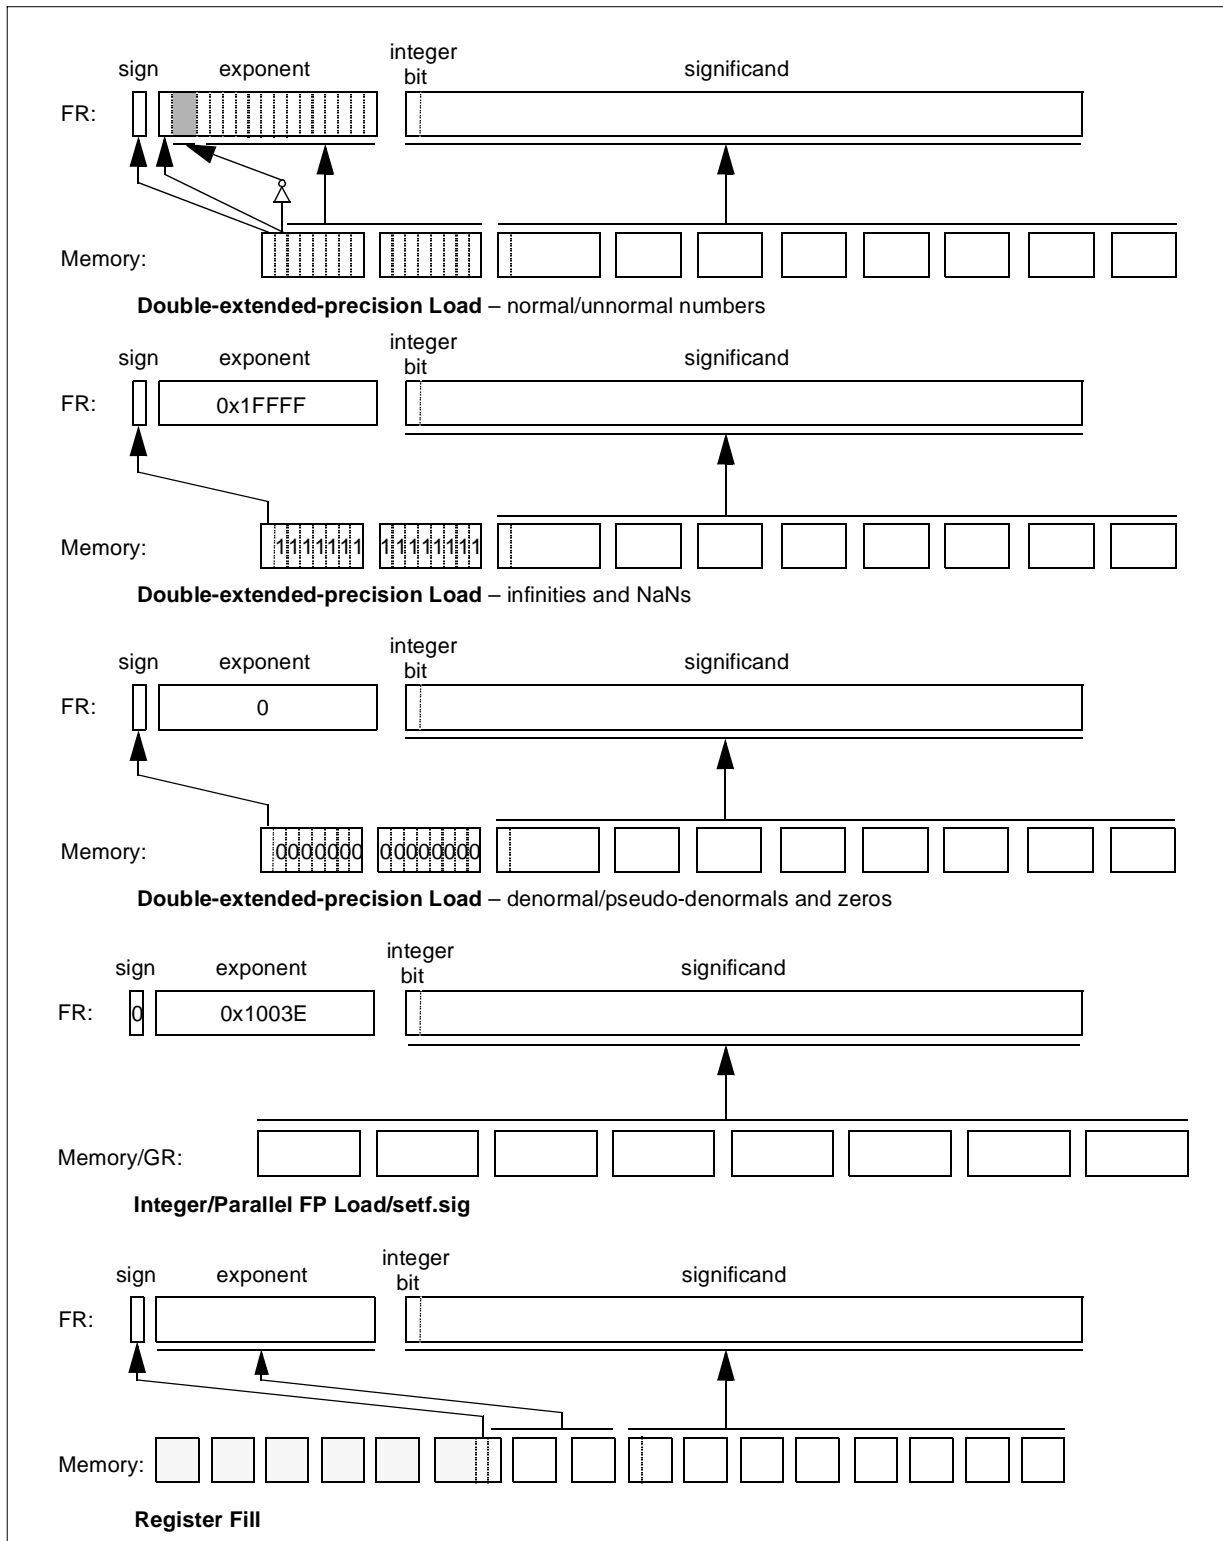 integer
sign exponent bit significand
FR:
Memory:
Double-extended-precision Load – normal/unnormal numbers
integer
sign exponent bit significand
FR: 0x1FFFF
Memory: 1111111 11111111
Double-extended-precision Load – infinities and NaNs
integer
sign exponent bit significand
FR: 0
Memory: 0000000 00000000
Double-extended-precision Load – denormal/pseudo-denormals and zeros
integer
sign exponent bit significand
FR: 0 0x1003E
Memory/GR:
Integer/Parallel FP Load/setf.sig
integer
sign exponent bit significand
FR:
Memory:
Register Fill